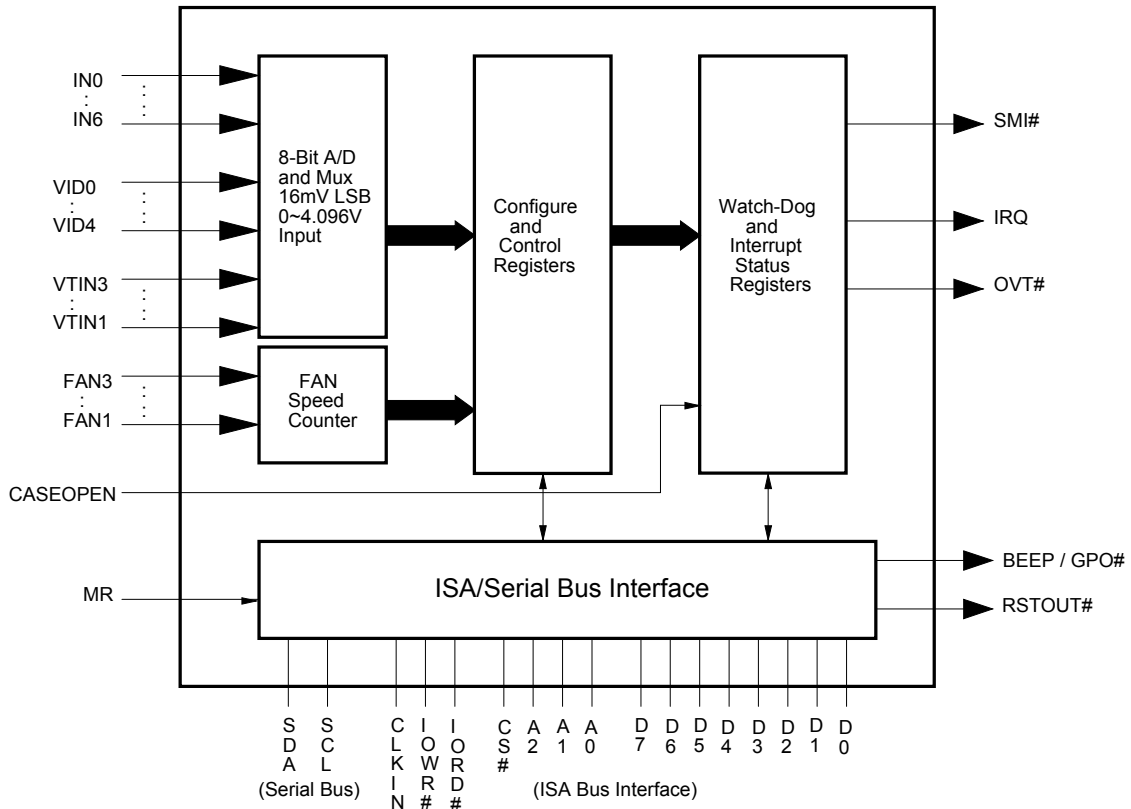 IN0
IN6
VID0
VID4
VTIN3
VTIN1
FAN3
FAN1
CASEOPEN
MR
8-Bit A/D
and Mux
16mV LSB
0~4.096V
Input
FAN
Speed
Counter
Configure
and
Control
Registers
Watch-Dog
and
Interrupt
Status
Registers
SMI#
IRQ
OVT#
ISA/Serial Bus Interface
BEEP / GPO#
RSTOUT#
SDA
SCL
CLKIN
IOWR#
IORD#
CS#
A2
A1
A0
D7
D6
D5
D4
D3
D2
D1
D0
(Serial Bus)
(ISA Bus Interface)